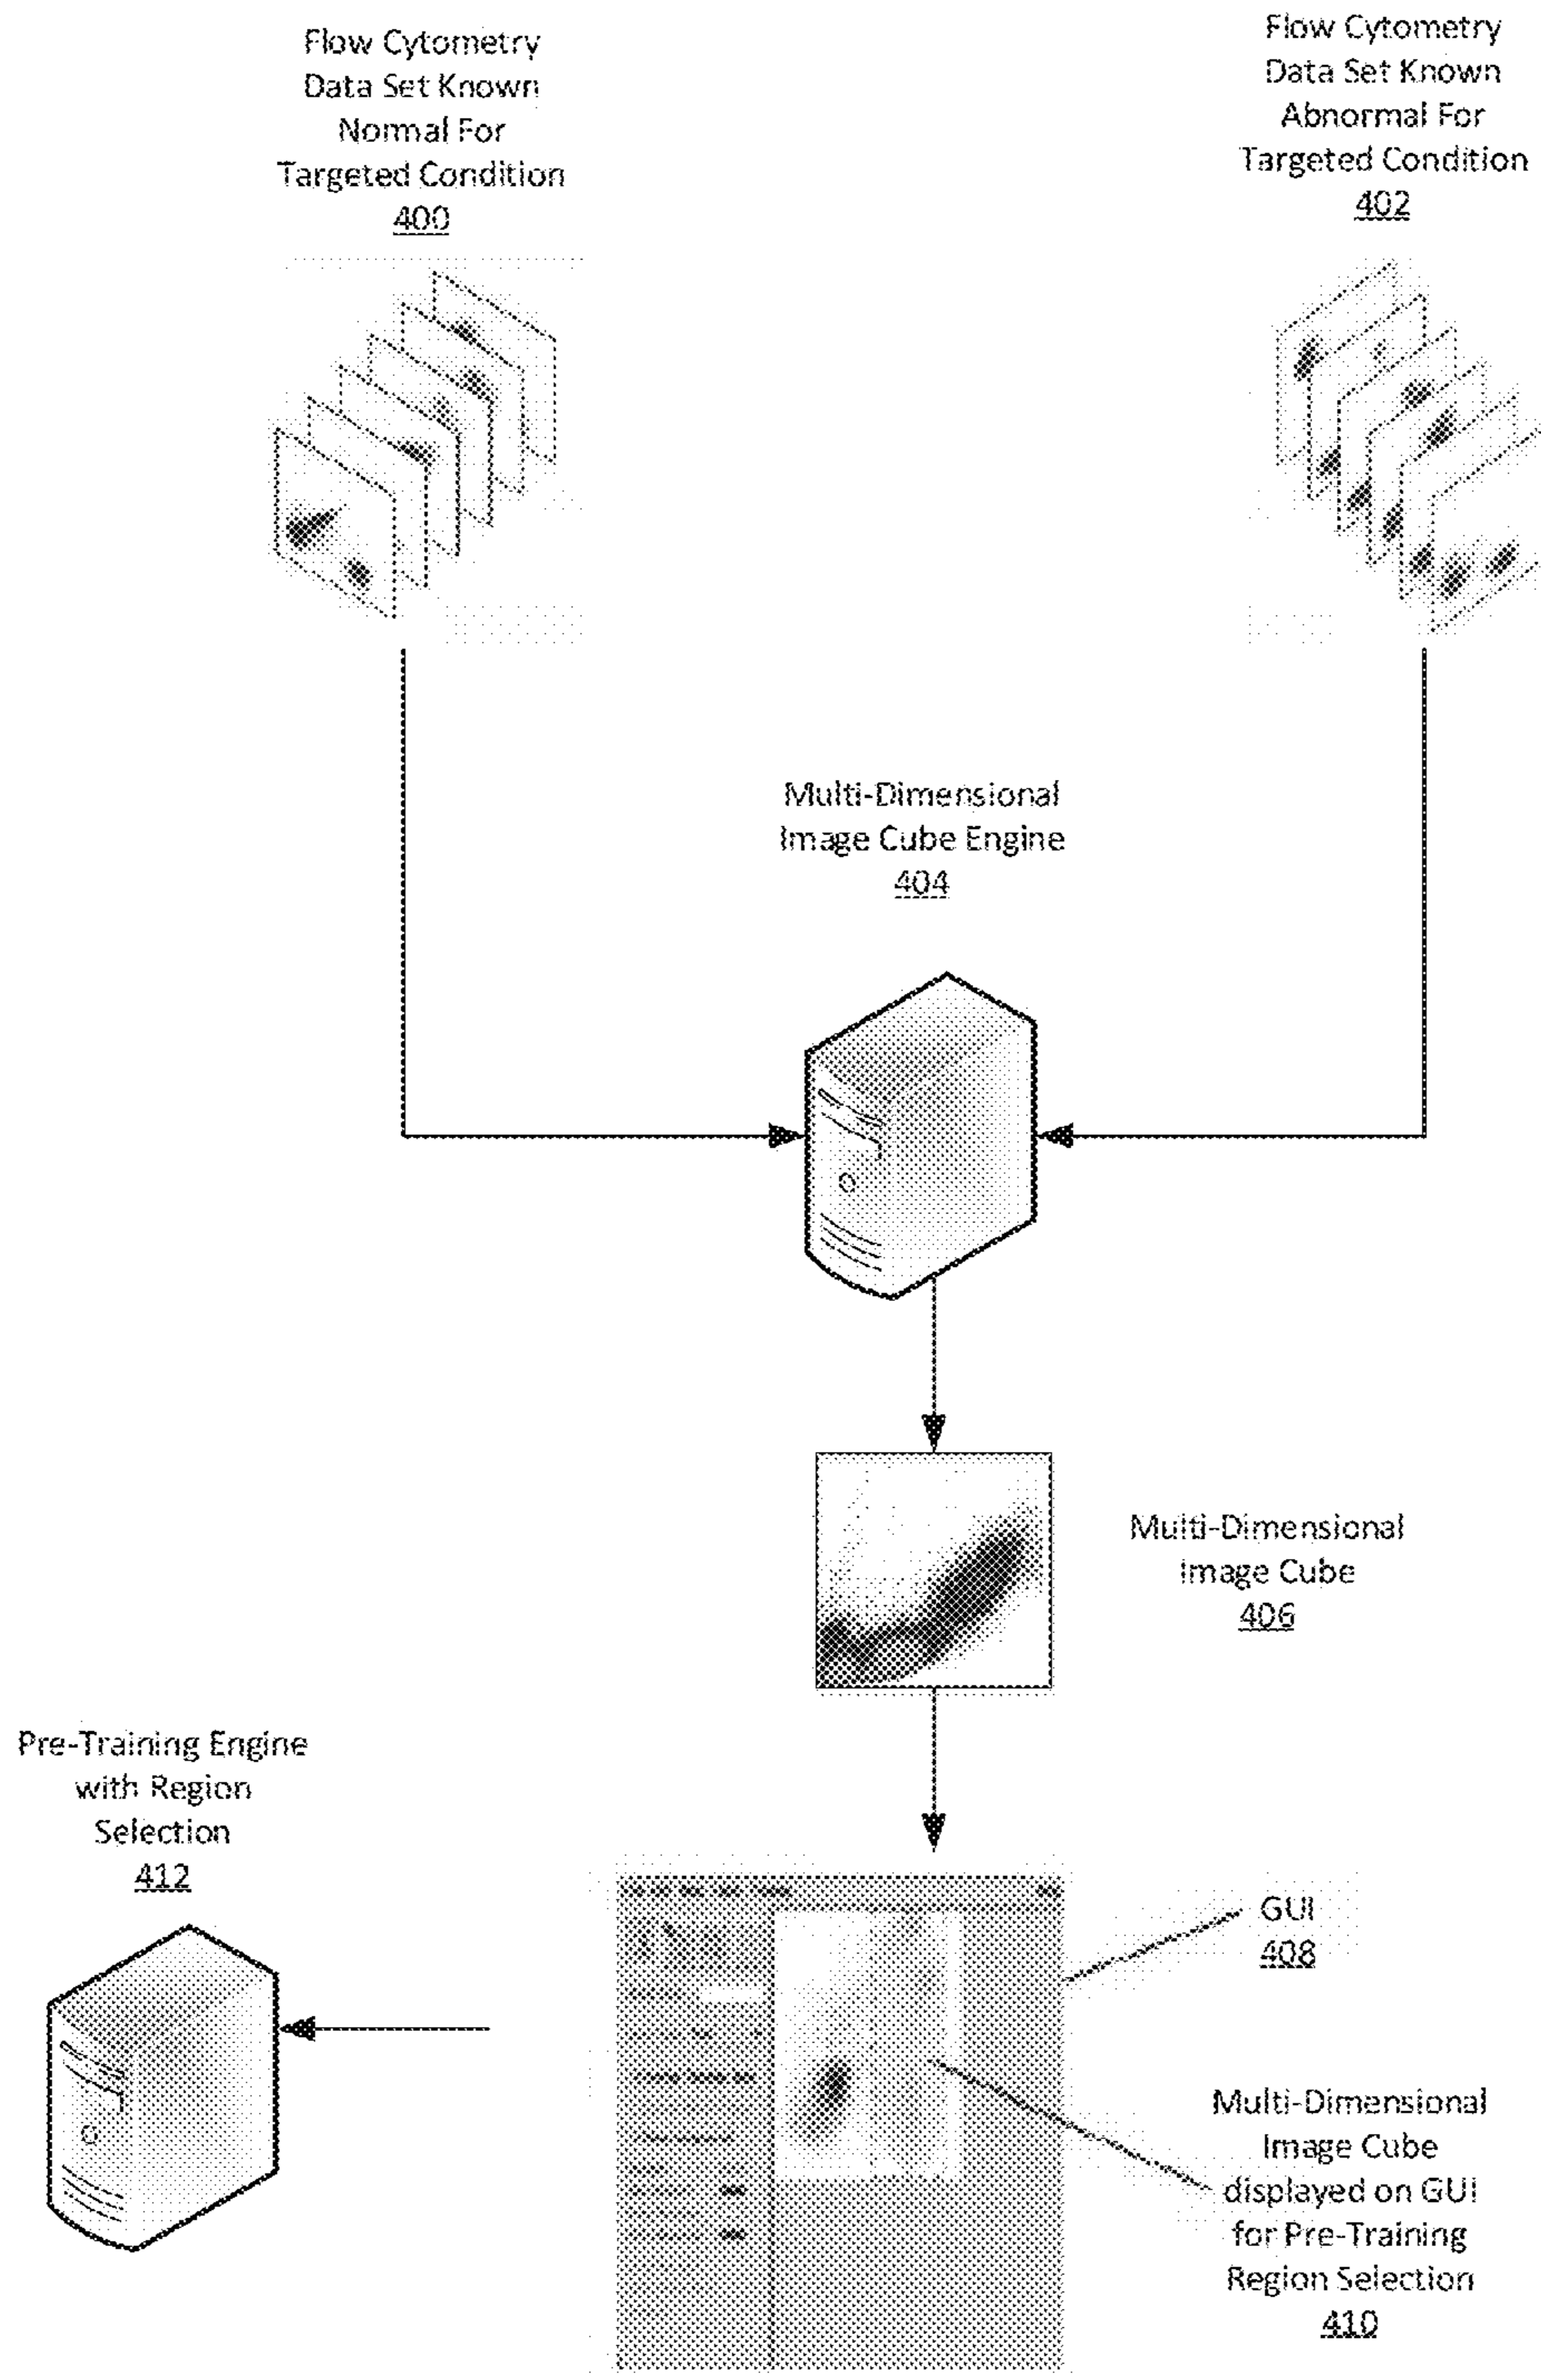 Flow Cytometry
Data Set Known
Normal For
Targeted Condition
400
Flow Cytometry
Data Set Known
Abnormal For
Targeted Condition
402
Multi-Dimensional
Image Cube Engine
404
Multi-Dimensional
Image Cube
406
Pre-Training Engine
with Region
Selection
412
GUI
408
Multi-Dimensional
Image Cube
displayed on GUI
for Pre-Training
Region Selection
410